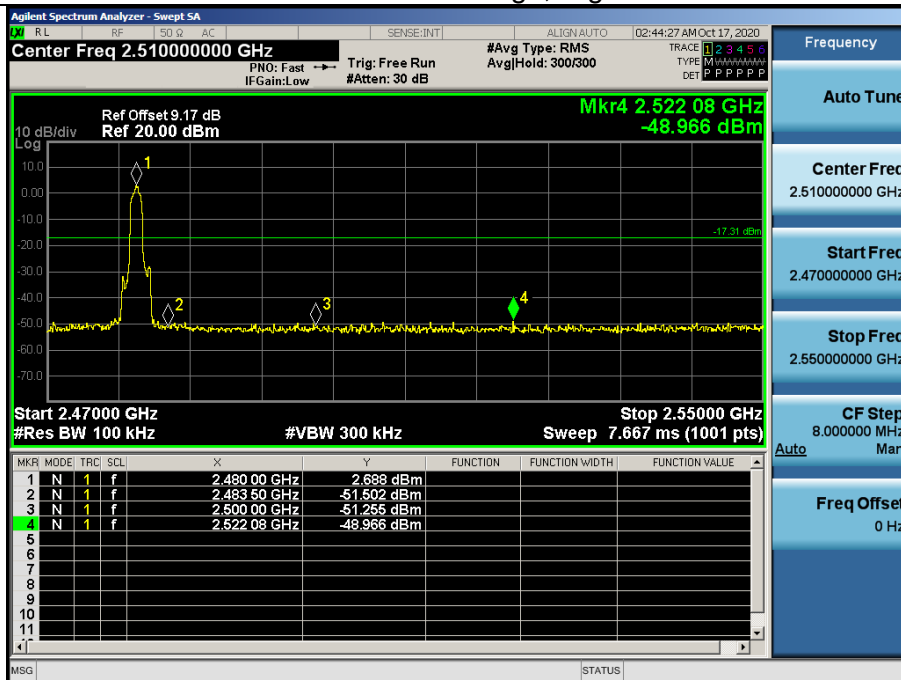 Agilent Spectrum Analyzer - Swept SA
LXI RL RF 50 Ω AC SENSE:INT ALIGN AUTO 02:44:27 AM Oct 17, 2020
Center Freq 2.510000000 GHz #Avg Type: RMS TRACE 1 2 3 4 5 6
PNO: Fast Trig: Free Run Avg|Hold: 300/300 TYPE MWWWWW
IFGain:Low #Atten: 30 dB DET P P P P P P
Ref Offset 9.17 dB Mkr4 2.522 08 GHz
10 dB/div Ref 20.00 dBm -48.966 dBm
Log
10.0
0.00
-10.0
-20.0
-30.0
-40.0
-50.0
-60.0
-70.0
1
2
3
4
-17.31 dBm
Start 2.47000 GHz Stop 2.55000 GHz
#Res BW 100 kHz #VBW 300 kHz Sweep 7.667 ms (1001 pts)
MKR MODE TRC SCL X Y FUNCTION FUNCTION WIDTH FUNCTION VALUE
1 N 1 f 2.480 00 GHz 2.688 dBm
2 N 1 f 2.483 50 GHz -51.502 dBm
3 N 1 f 2.500 00 GHz -51.255 dBm
4 N 1 f 2.522 08 GHz -48.966 dBm
5
6
7
8
9
10
11
MSG STATUS
Frequency
Auto Tune
Center Freq
2.510000000 GHz
Start Freq
2.470000000 GHz
Stop Freq
2.550000000 GHz
CF Step
8.000000 MHz
Auto Man
Freq Offset
0 Hz